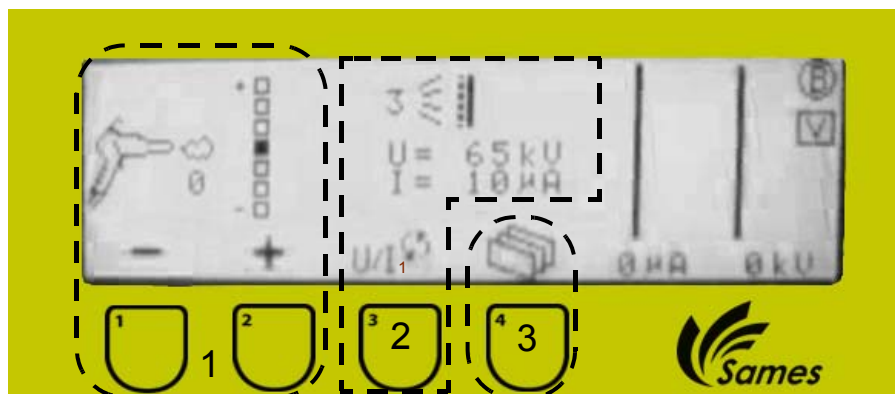 +
3
B
V
U = 65kV
I = 10µA
0
-
− +
U/I
1
0µA 0kV
1 2 3 4
1 2 3
Sames